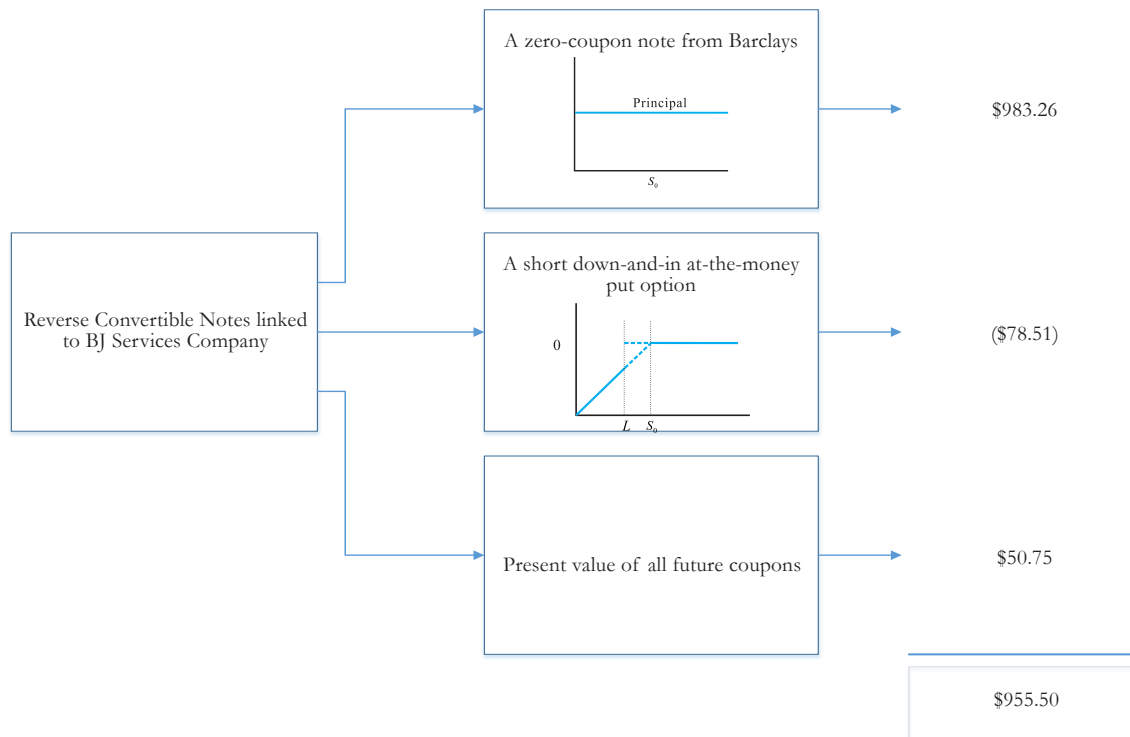 A zero-coupon note from Barclays
Principal
S₀
$983.26
Reverse Convertible Notes linked
to BJ Services Company
A short down-and-in at-the-money
put option
0
L S₀
($78.51)
Present value of all future coupons
$50.75
$955.50